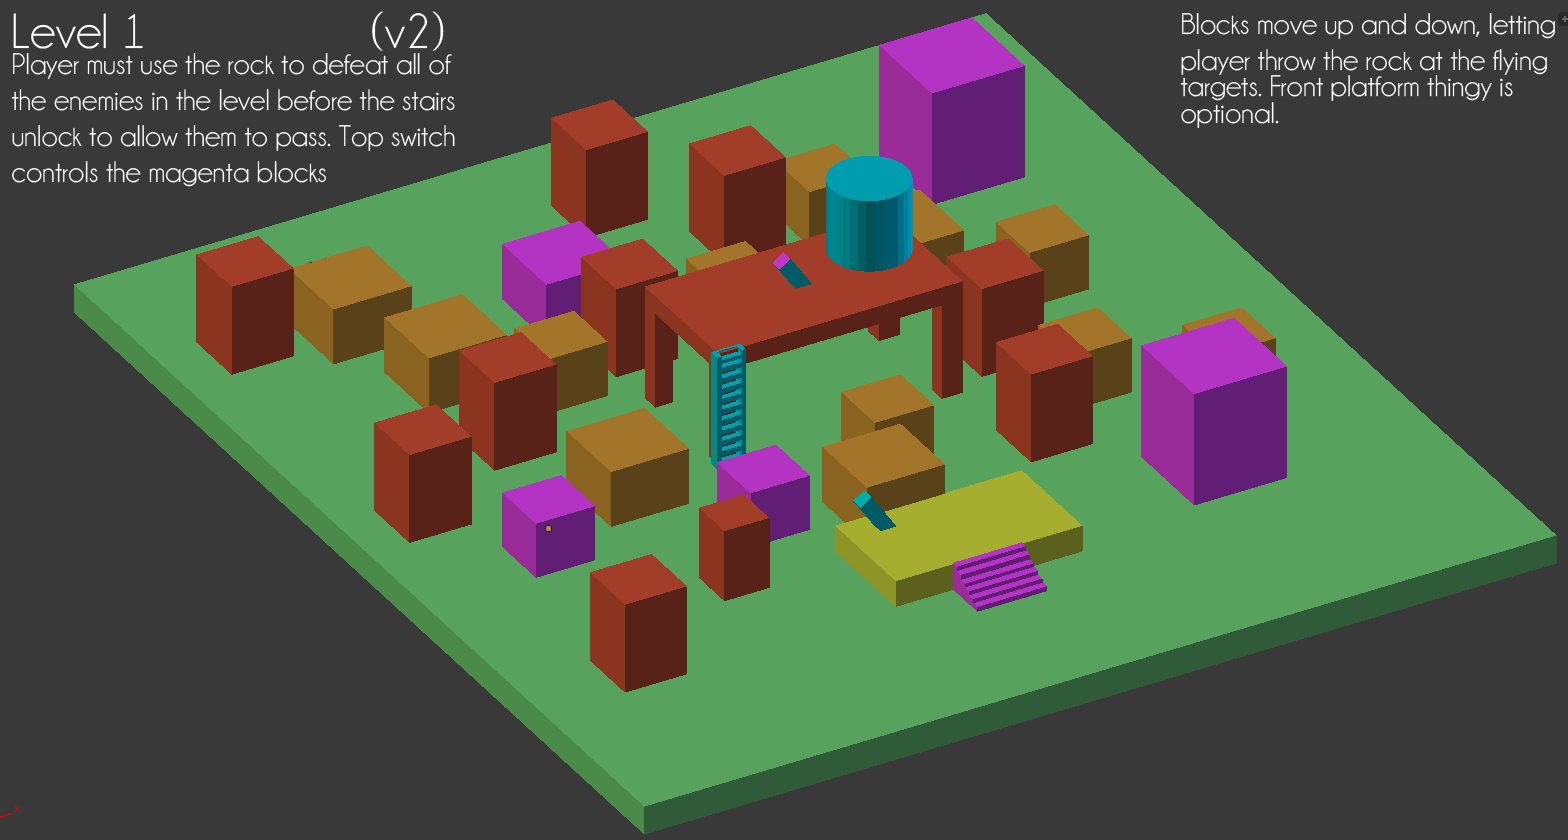 Level 1 (v2)
Player must use the rock to defeat all of
the enemies in the level before the stairs
unlock to allow them to pass. Top switch
controls the magenta blocks
Blocks move up and down, letting
player throw the rock at the flying
targets. Front platform thingy is
optional.